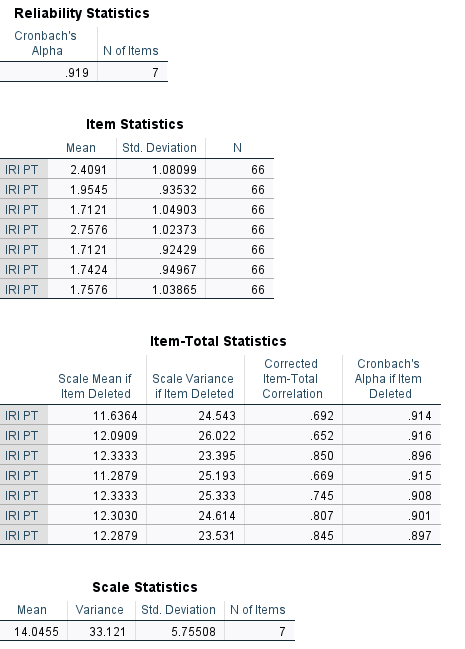 Reliability Statistics
Cronbach's
Alpha N of Items
.919 7
Item Statistics
Mean Std. Deviation N
IRI PT 2.4091 1.08099 66
IRI PT 1.9545 .93532 66
IRI PT 1.7121 1.04903 66
IRI PT 2.7576 1.02373 66
IRI PT 1.7121 .92429 66
IRI PT 1.7424 .94967 66
IRI PT 1.7576 1.03865 66
Item-Total Statistics
Scale Mean if Item Deleted Scale Variance if Item Deleted Corrected Item-Total Correlation Cronbach's Alpha if Item Deleted
IRI PT 11.6364 24.543 .692 .914
IRI PT 12.0909 26.022 .652 .916
IRI PT 12.3333 23.395 .850 .896
IRI PT 11.2879 25.193 .669 .915
IRI PT 12.3333 25.333 .745 .908
IRI PT 12.3030 24.614 .807 .901
IRI PT 12.2879 23.531 .845 .897
Scale Statistics
Mean Variance Std. Deviation N of Items
14.0455 33.121 5.75508 7